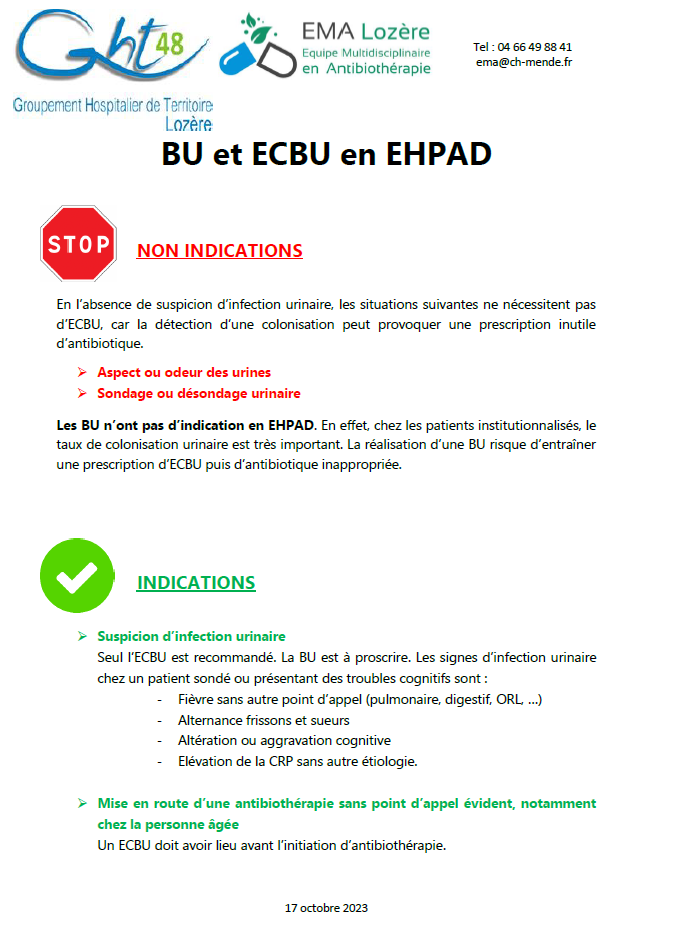 Ght 48
Groupement Hospitalier de Territoire
Lozère
EMA Lozère
Equipe Multidisciplinaire
en Antibiothérapie
Tel : 04 66 49 88 41
ema@ch-mende.fr
BU et ECBU en EHPAD
STOP
NON INDICATIONS
En l’absence de suspicion d’infection urinaire, les situations suivantes ne nécessitent pas
d’ECBU, car la détection d’une colonisation peut provoquer une prescription inutile
d’antibiotique.
➢ Aspect ou odeur des urines
➢ Sondage ou désondage urinaire
Les BU n’ont pas d’indication en EHPAD. En effet, chez les patients institutionnalisés, le
taux de colonisation urinaire est très important. La réalisation d’une BU risque d’entraîner
une prescription d’ECBU puis d’antibiotique inappropriée.
INDICATIONS
➢ Suspicion d’infection urinaire
Seul l’ECBU est recommandé. La BU est à proscrire. Les signes d’infection urinaire
chez un patient sondé ou présentant des troubles cognitifs sont :
- Fièvre sans autre point d’appel (pulmonaire, digestif, ORL, …)
- Alternance frissons et sueurs
- Altération ou aggravation cognitive
- Elévation de la CRP sans autre étiologie.
➢ Mise en route d’une antibiothérapie sans point d’appel évident, notamment
chez la personne âgée
Un ECBU doit avoir lieu avant l’initiation d’antibiothérapie.
17 octobre 2023